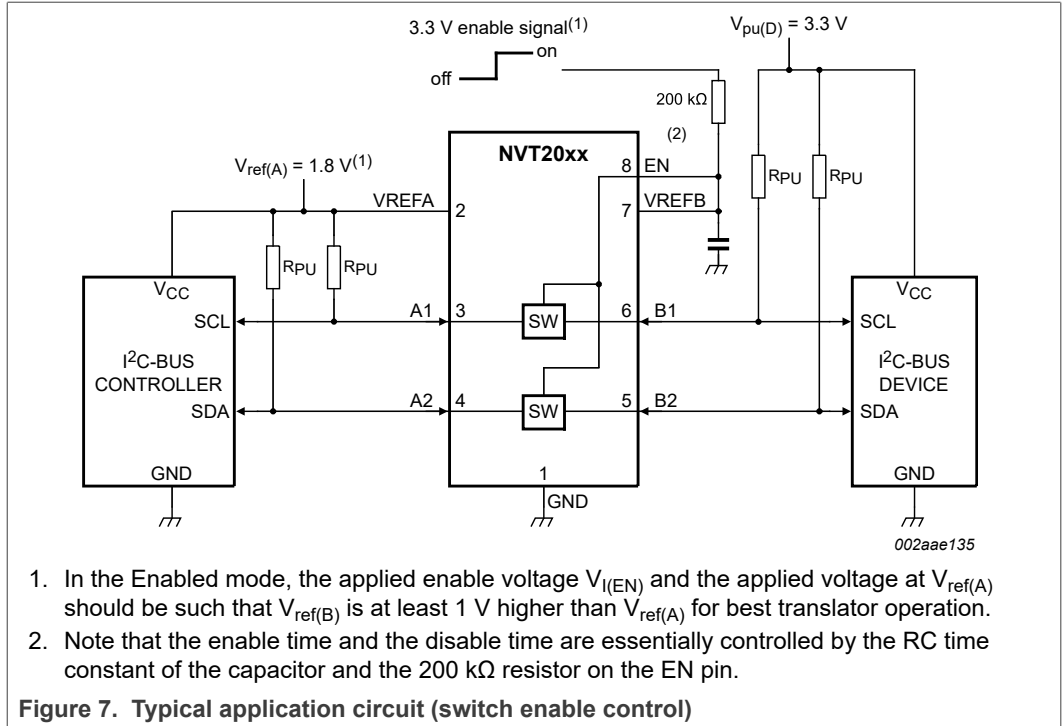 3.3 V enable signal(1)
on
off
Vpu(D) = 3.3 V
200 kΩ
(2)
NVT20xx
Vref(A) = 1.8 V(1)
8 EN
RPU RPU
VREFA 2
7 VREFB
RPU RPU
VCC
VCC
SCL
A1 3
SW
6 B1
SCL
I2C-BUS
CONTROLLER
I2C-BUS
DEVICE
SDA
A2 4
SW
5 B2
SDA
GND
1
GND
GND
002aae135
1. In the Enabled mode, the applied enable voltage VI(EN) and the applied voltage at Vref(A)
should be such that Vref(B) is at least 1 V higher than Vref(A) for best translator operation.
2. Note that the enable time and the disable time are essentially controlled by the RC time
constant of the capacitor and the 200 kΩ resistor on the EN pin.
Figure 7. Typical application circuit (switch enable control)